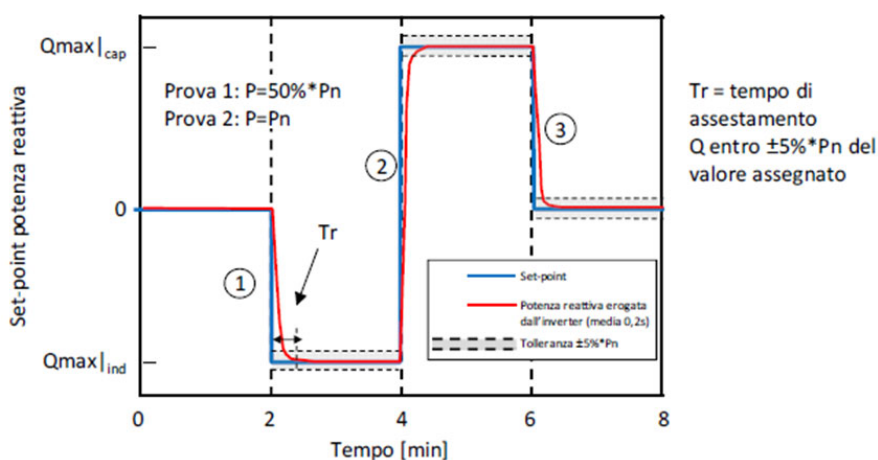 Qmax|cap
Prova 1: P=50%*Pn
Prova 2: P=Pn
Tr = tempo di
assestamento
Q entro ±5%*Pn del
valore assegnato
3
2
Set-point potenza reattiva
0
Tr
1
Set-point
Potenza reattiva erogata
dall'inverter (media 0,2s)
Tolleranza ±5%*Pn
Qmax|ind
0
2
4
6
8
Tempo [min]